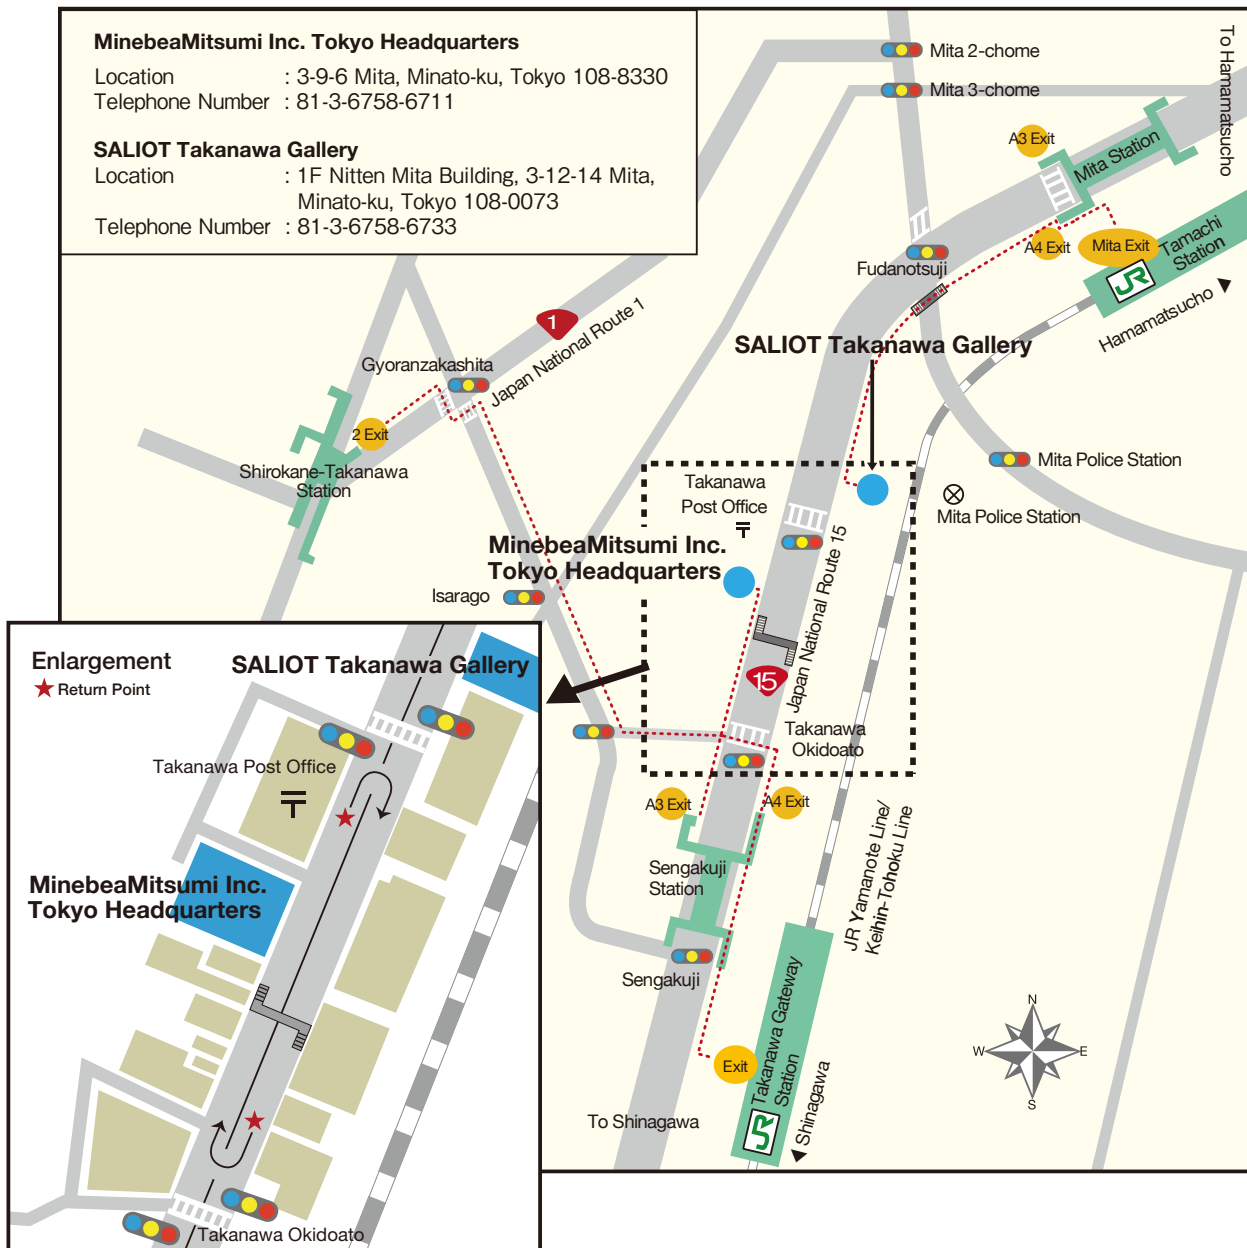 MinebeaMitsumi Inc. Tokyo Headquarters
Location : 3-9-6 Mita, Minato-ku, Tokyo 108-8330
Telephone Number : 81-3-6758-6711
SALIOT Takanawa Gallery
Location : 1F Nitten Mita Building, 3-12-14 Mita,
Minato-ku, Tokyo 108-0073
Telephone Number : 81-3-6758-6733
Mita 2-chome
Mita 3-chome
To Hamamatsucho
A3 Exit
Mita Station
A4 Exit
Mita Exit
Tamachi
Station
JR
Hamamatsucho
Fudanotsuji
1
Japan National Route 1
Gyoranzakashita
2 Exit
Shirokane-Takanawa
Station
SALIOT Takanawa Gallery
Mita Police Station
Mita Police Station
Takanawa
Post Office
〒
MinebeaMitsumi Inc.
Tokyo Headquarters
Isarago
Japan National Route 15
15
Takanawa
Okidoato
A3 Exit
A4 Exit
Sengakuji
Station
Sengakuji
JR Yamanote Line/
Keihin-Tohoku Line
Exit
Takanawa Gateway
Station
JR
To Shinagawa
Shinagawa
N
W
E
S
Enlargement
★ Return Point
SALIOT Takanawa Gallery
Takanawa Post Office
〒
MinebeaMitsumi Inc.
Tokyo Headquarters
Takanawa Okidoato